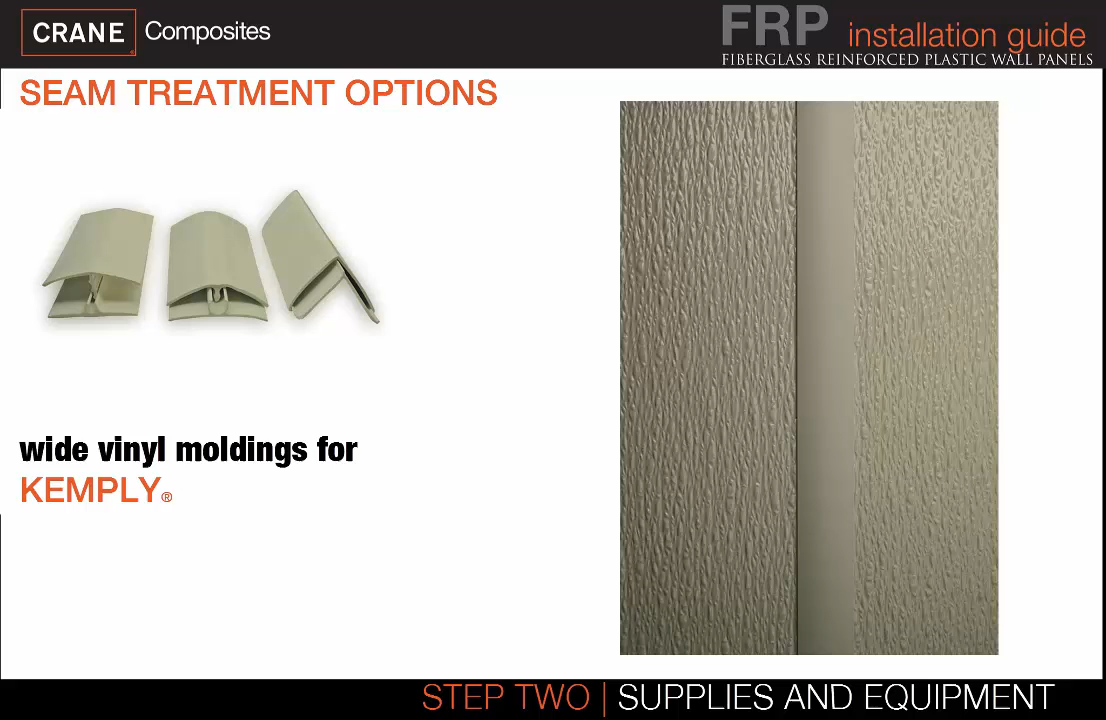 CRANE Composites
FRP installation guide
FIBERGLASS REINFORCED PLASTIC WALL PANELS
SEAM TREATMENT OPTIONS
wide vinyl moldings for
KEMPLY®
STEP TWO | SUPPLIES AND EQUIPMENT